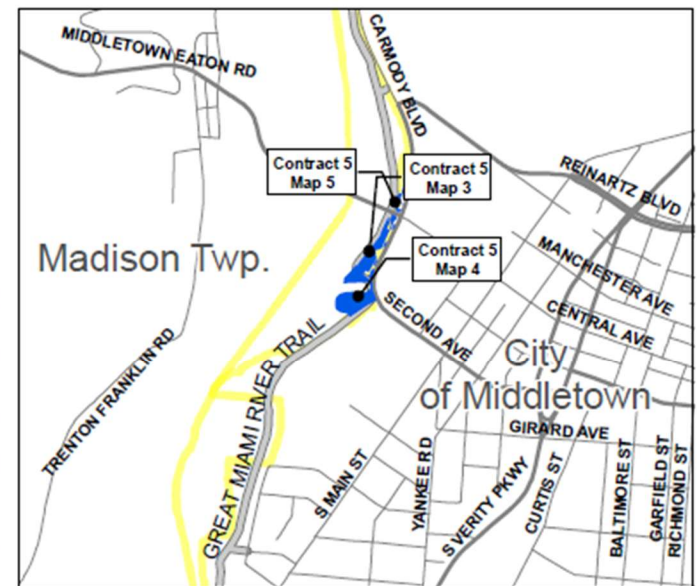 MIDDLETOWN EATON RD
CARMODY BLVD
Contract 5
Map 5
Contract 5
Map 3
REINARTZ BLVD
Contract 5
Map 4
Madison Twp.
MANCHESTER AVE
CENTRAL AVE
SECOND AVE
City
of Middletown
TRENTON FRANKLIN RD
GREAT MIAMI RIVER TRAIL
GIRARD AVE
S MAIN ST
YANKEE RD
S VERITY PKWY
CURTIS ST
BALTIMORE ST
GARFIELD ST
RICHMOND ST